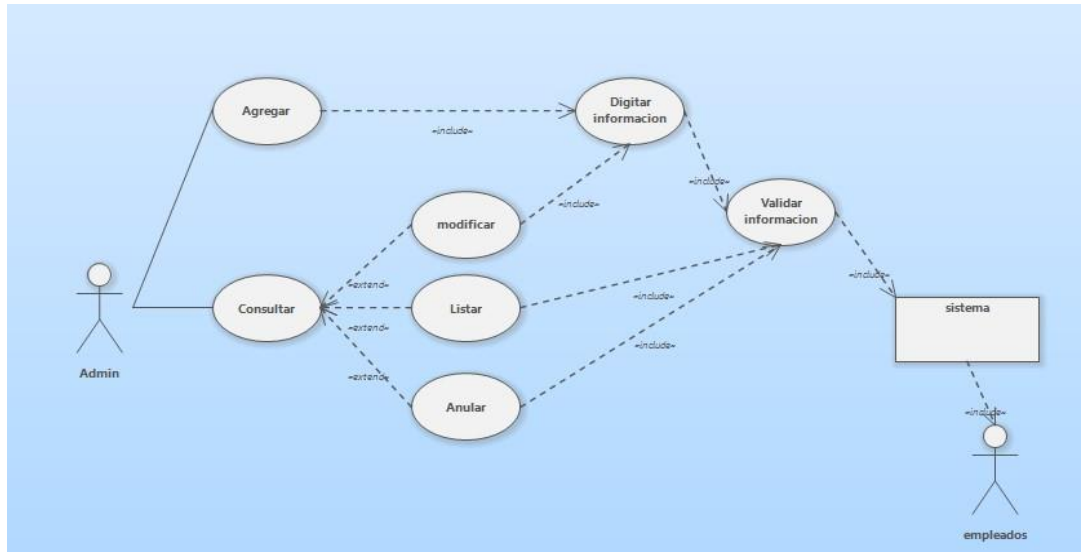 Agregar
«include»
Digitar
informacion
«include»
modificar
«include»
Validar
informacion
«include»
Admin
Consultar
«extend»
«extend»
«extend»
Listar
«include»
Anular
«include»
sistema
«include»
empleados